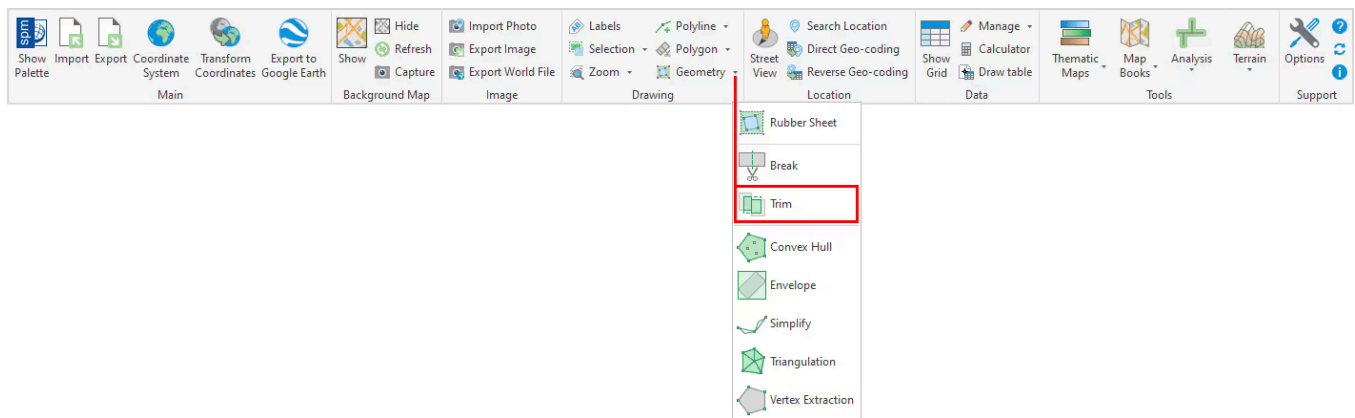 spm
Show
Palette
Import
Export
Coordinate
System
Transform
Coordinates
Export to
Google Earth
Main
Show
Hide
Refresh
Capture
Background Map
Import Photo
Export Image
Export World File
Image
Labels
Selection
Zoom
Polyline
Polygon
Geometry
Drawing
Street
View
Search Location
Direct Geo-coding
Reverse Geo-coding
Location
Show
Grid
Manage
Calculator
Draw table
Data
Thematic
Maps
Map
Books
Analysis
Terrain
Tools
Options
?
i
Support
Rubber Sheet
Break
Trim
Convex Hull
Envelope
Simplify
Triangulation
Vertex Extraction